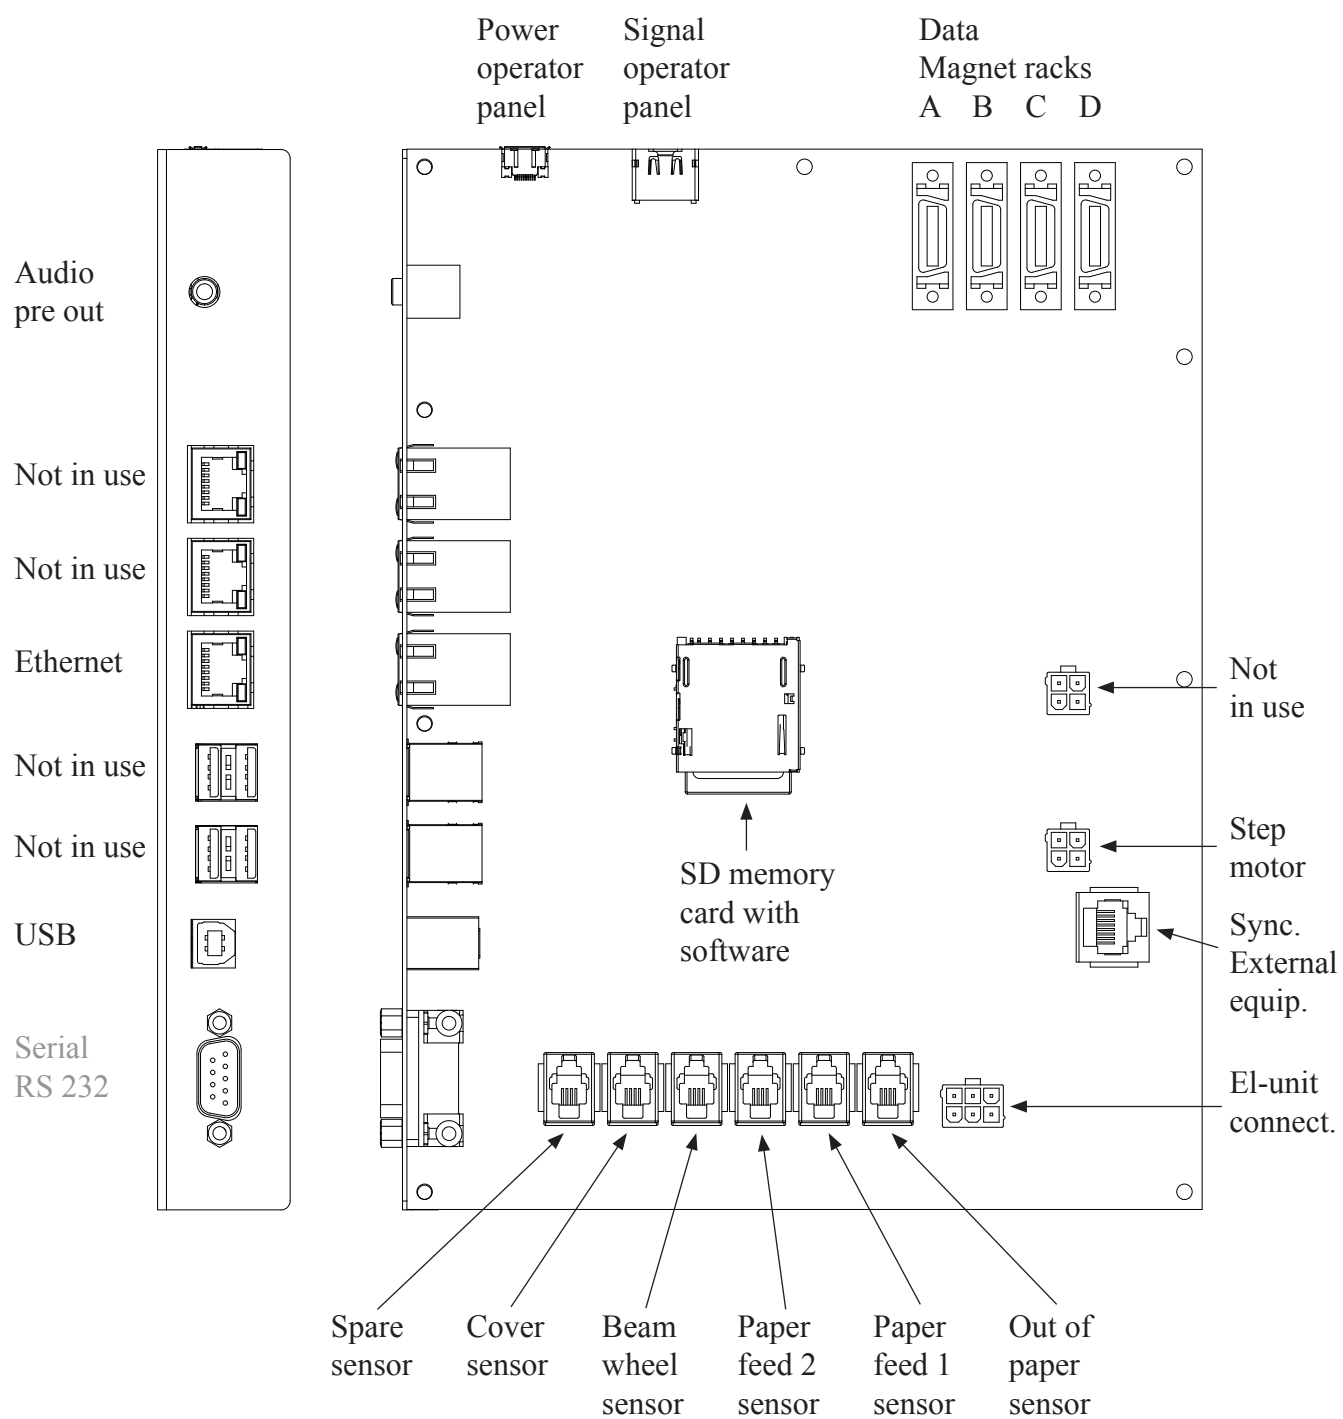 Power
operator
panel
Signal
operator
panel
Data
Magnet racks
A B C D
Audio
pre out
Not in use
Not in use
Ethernet
Not in use
Not in use
USB
Serial
RS 232
SD memory
card with
software
Not
in use
Step
motor
Sync.
External
equip.
El-unit
connect.
Spare
sensor
Cover
sensor
Beam
wheel
sensor
Paper
feed 2
sensor
Paper
feed 1
sensor
Out of
paper
sensor